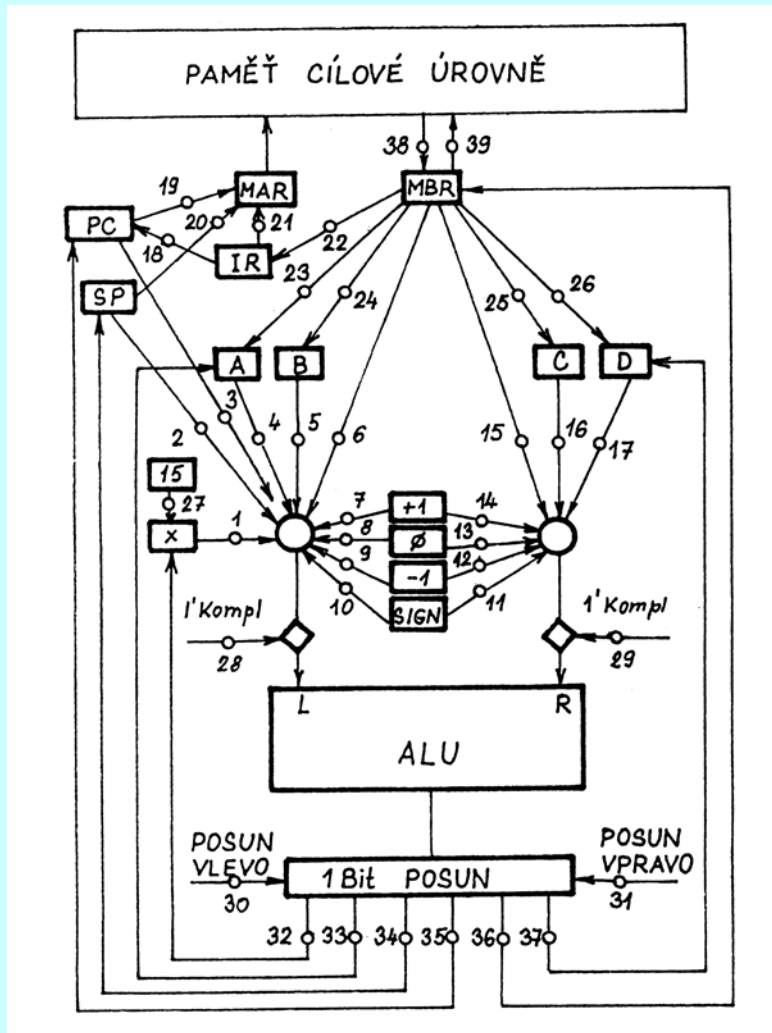 PAMĚŤ CÍLOVÉ ÚROVNĚ
38
39
19
MAR
MBR
PC
20
21
18
IR
22
SP
23
24
25
26
A
B
C
D
3
2
4
5
6
15
16
17
15
27
7
+1
14
X
1
8
ø
13
9
-1
12
10
SIGN
11
1' Kompl
1' Kompl
28
29
L
R
ALU
POSUN
VLEVO
POSUN
VPRAVO
1 Bit POSUN
30
31
32
33
34
35
36
37